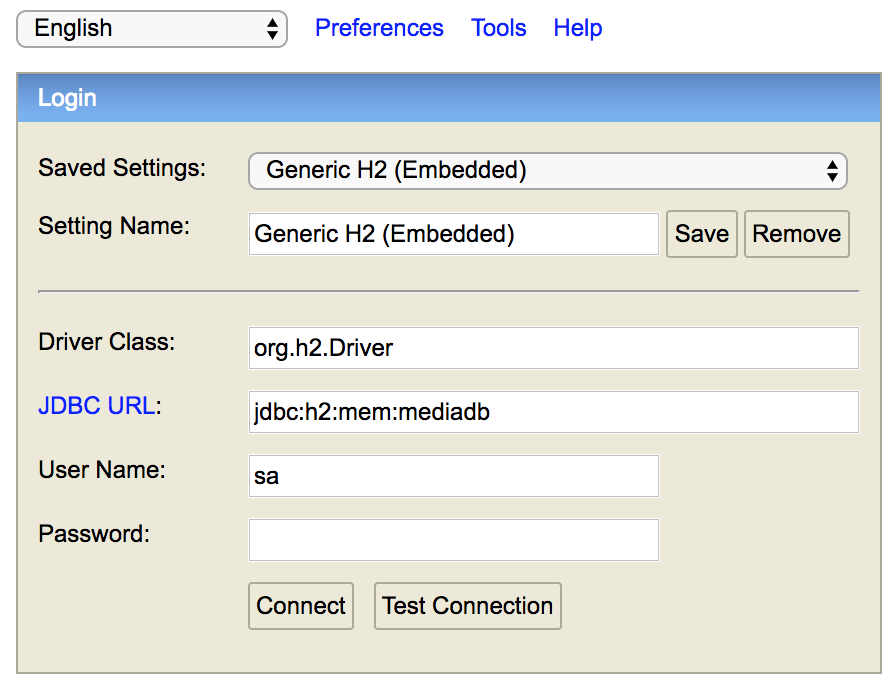 English Preferences Tools Help
Login
Saved Settings: Generic H2 (Embedded)
Setting Name: Generic H2 (Embedded) Save Remove
Driver Class: org.h2.Driver
JDBC URL: jdbc:h2:mem:mediadb
User Name: sa
Password:
Connect Test Connection